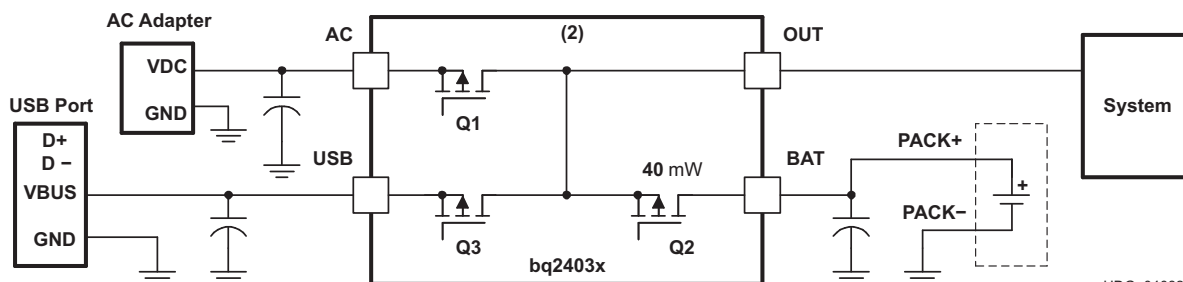 AC Adapter
VDC
GND
USB Port
D+
D −
VBUS
GND
AC
(2)
OUT
Q1
USB
40 mW
BAT
Q3
Q2
bq2403x
System
PACK+
+
PACK−